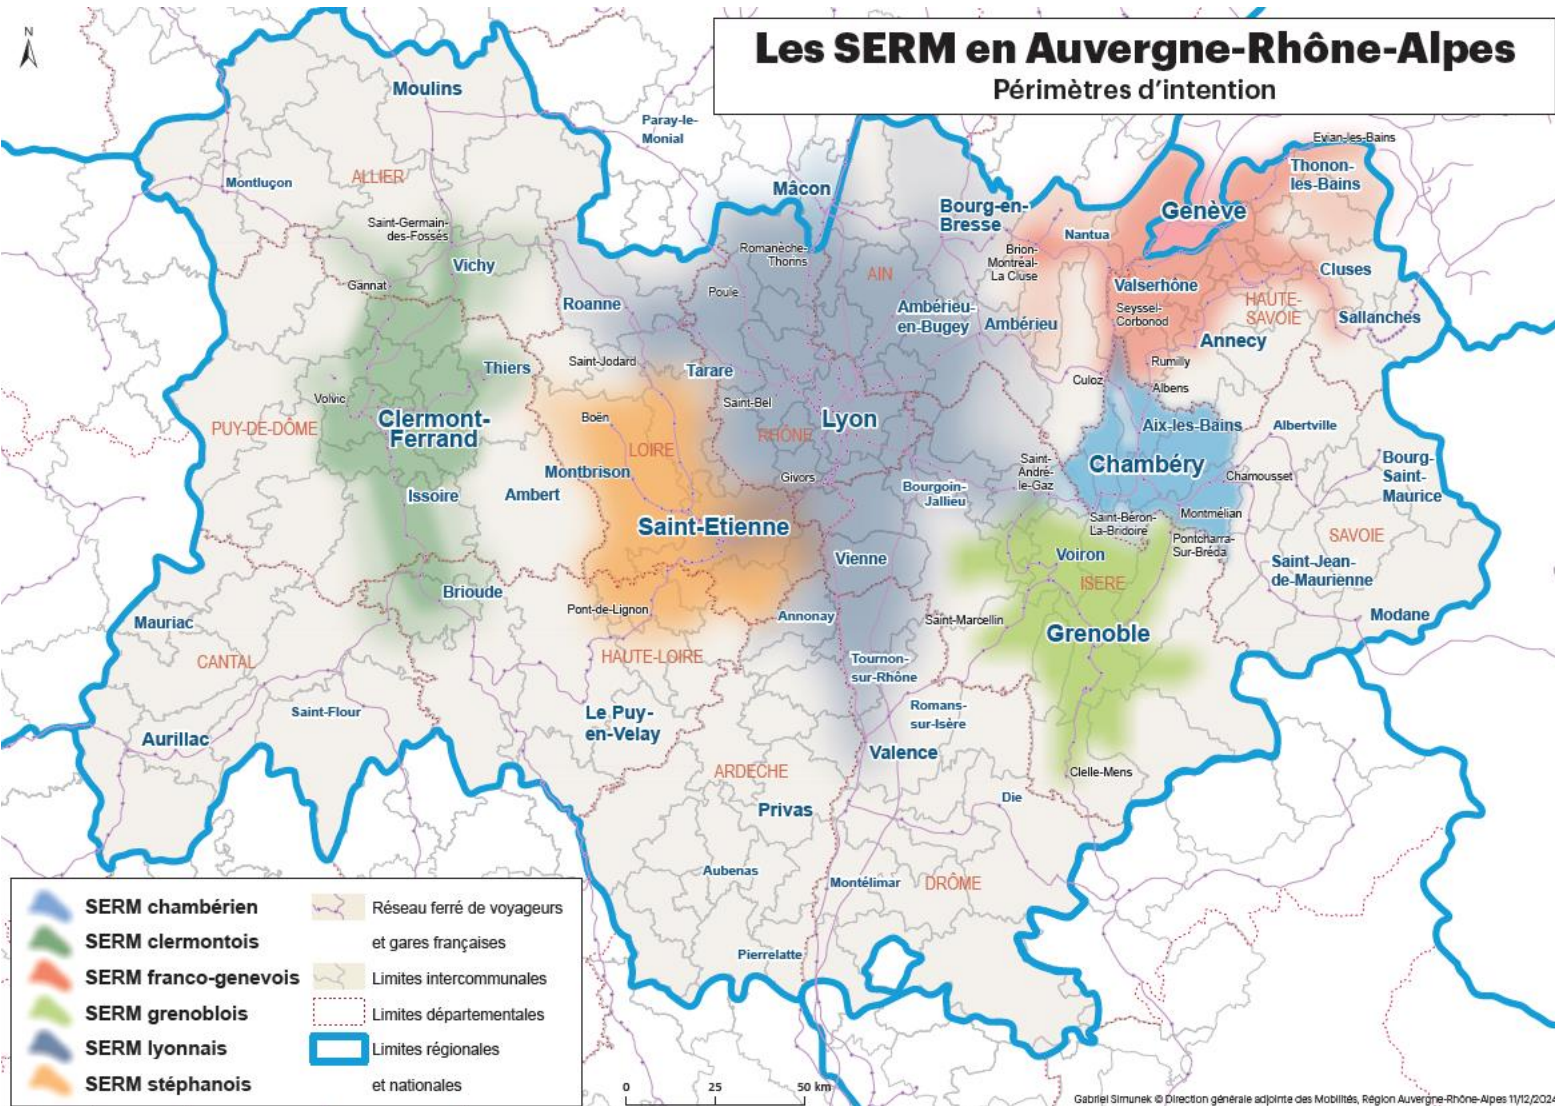 N
Les SERM en Auvergne-Rhône-Alpes
Périmètres d'intention
Moulins
Paray-le-
Monial
Evian-les-Bains
Thonon-
les-Bains
ALLIER
Montluçon
Mâcon
Bourg-en-
Bresse
Genève
Saint-Germain-
des-Fossés
Nantua
Romanèche-
Thorins
Brion-
Montréal-
La Cluse
Vichy
AIN
Cluses
Gannat
Valserhône
Poule
Roanne
Ambérieu-
en-Bugey
Ambérieu
Seyssel-
Corbonod
HAUTE-
SAVOIE
Sallanches
Annecy
Saint-Jodard
Thiers
Tarare
Rumilly
Culoz
Albens
Volvic
Saint-Bel
Clermont-
Ferrand
Boën
Lyon
PUY-DE-DÔME
RHÔNE
Aix-les-Bains
Albertville
LOIRE
Montbrison
Saint-
André-
le-Gaz
Chambéry
Bourg-
Saint-
Maurice
Givors
Chamousset
Issoire
Ambert
Bourgoin-
Jallieu
Saint-Etienne
Saint-Béron-
La-Bridoire
Montmélian
SAVOIE
Pontcharra-
Sur-Bréda
Vienne
Voiron
Saint-Jean-
de-Maurienne
ISERE
Brioude
Pont-de-Lignon
Annonay
Saint-Marcellin
Modane
Mauriac
Grenoble
CANTAL
HAUTE-LOIRE
Tournon-
sur-Rhône
Saint-Flour
Le Puy-
en-Velay
Romans-
sur-Isère
Aurillac
Valence
ARDECHE
Clelle-Mens
Die
Privas
Aubenas
Montélimar
DRÔME
Pierrelatte
SERM chambérien
SERM clermontois
SERM franco-genevois
SERM grenoblois
SERM lyonnais
SERM stéphanois
Réseau ferré de voyageurs
et gares françaises
Limites intercommunales
Limites départementales
Limites régionales
et nationales
0 25 50 km
Gabriel Simunek © Direction générale adjointe des Mobilités, Région Auvergne-Rhône-Alpes 11/12/2024